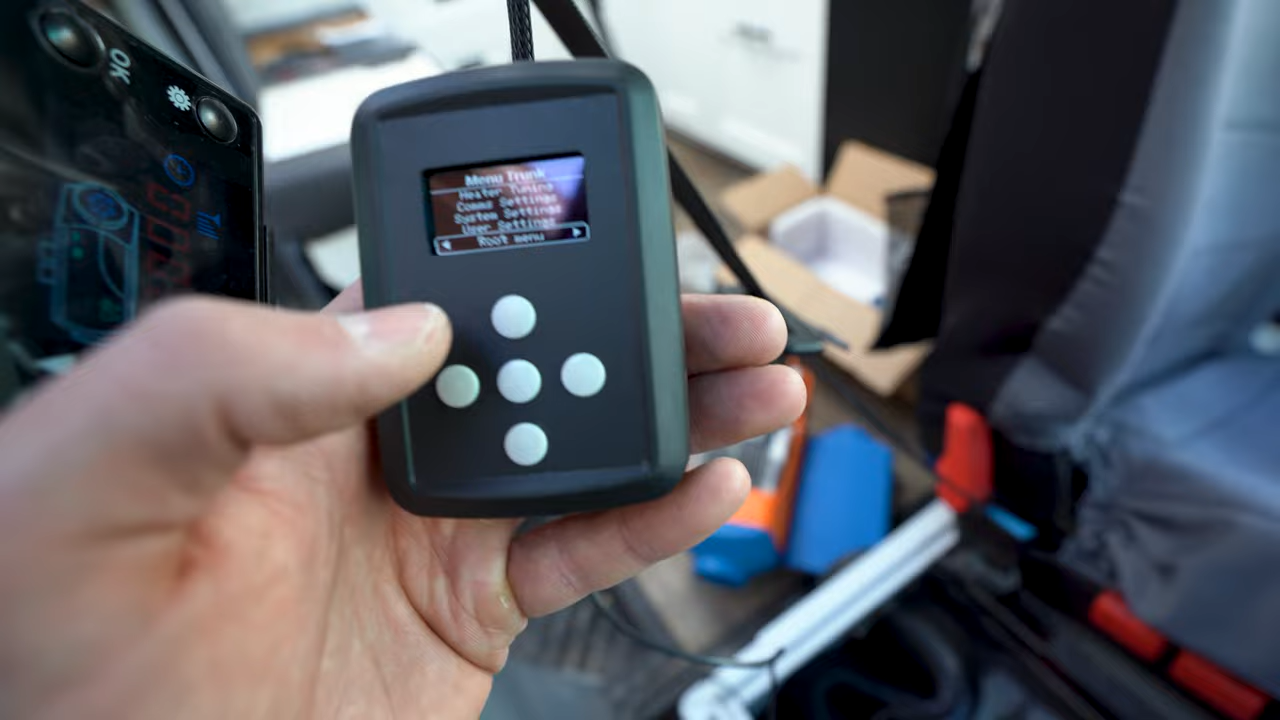 OK
Menu Trunk
Heater Tuning
Comms Settings
System Settings
User Settings
Root menu